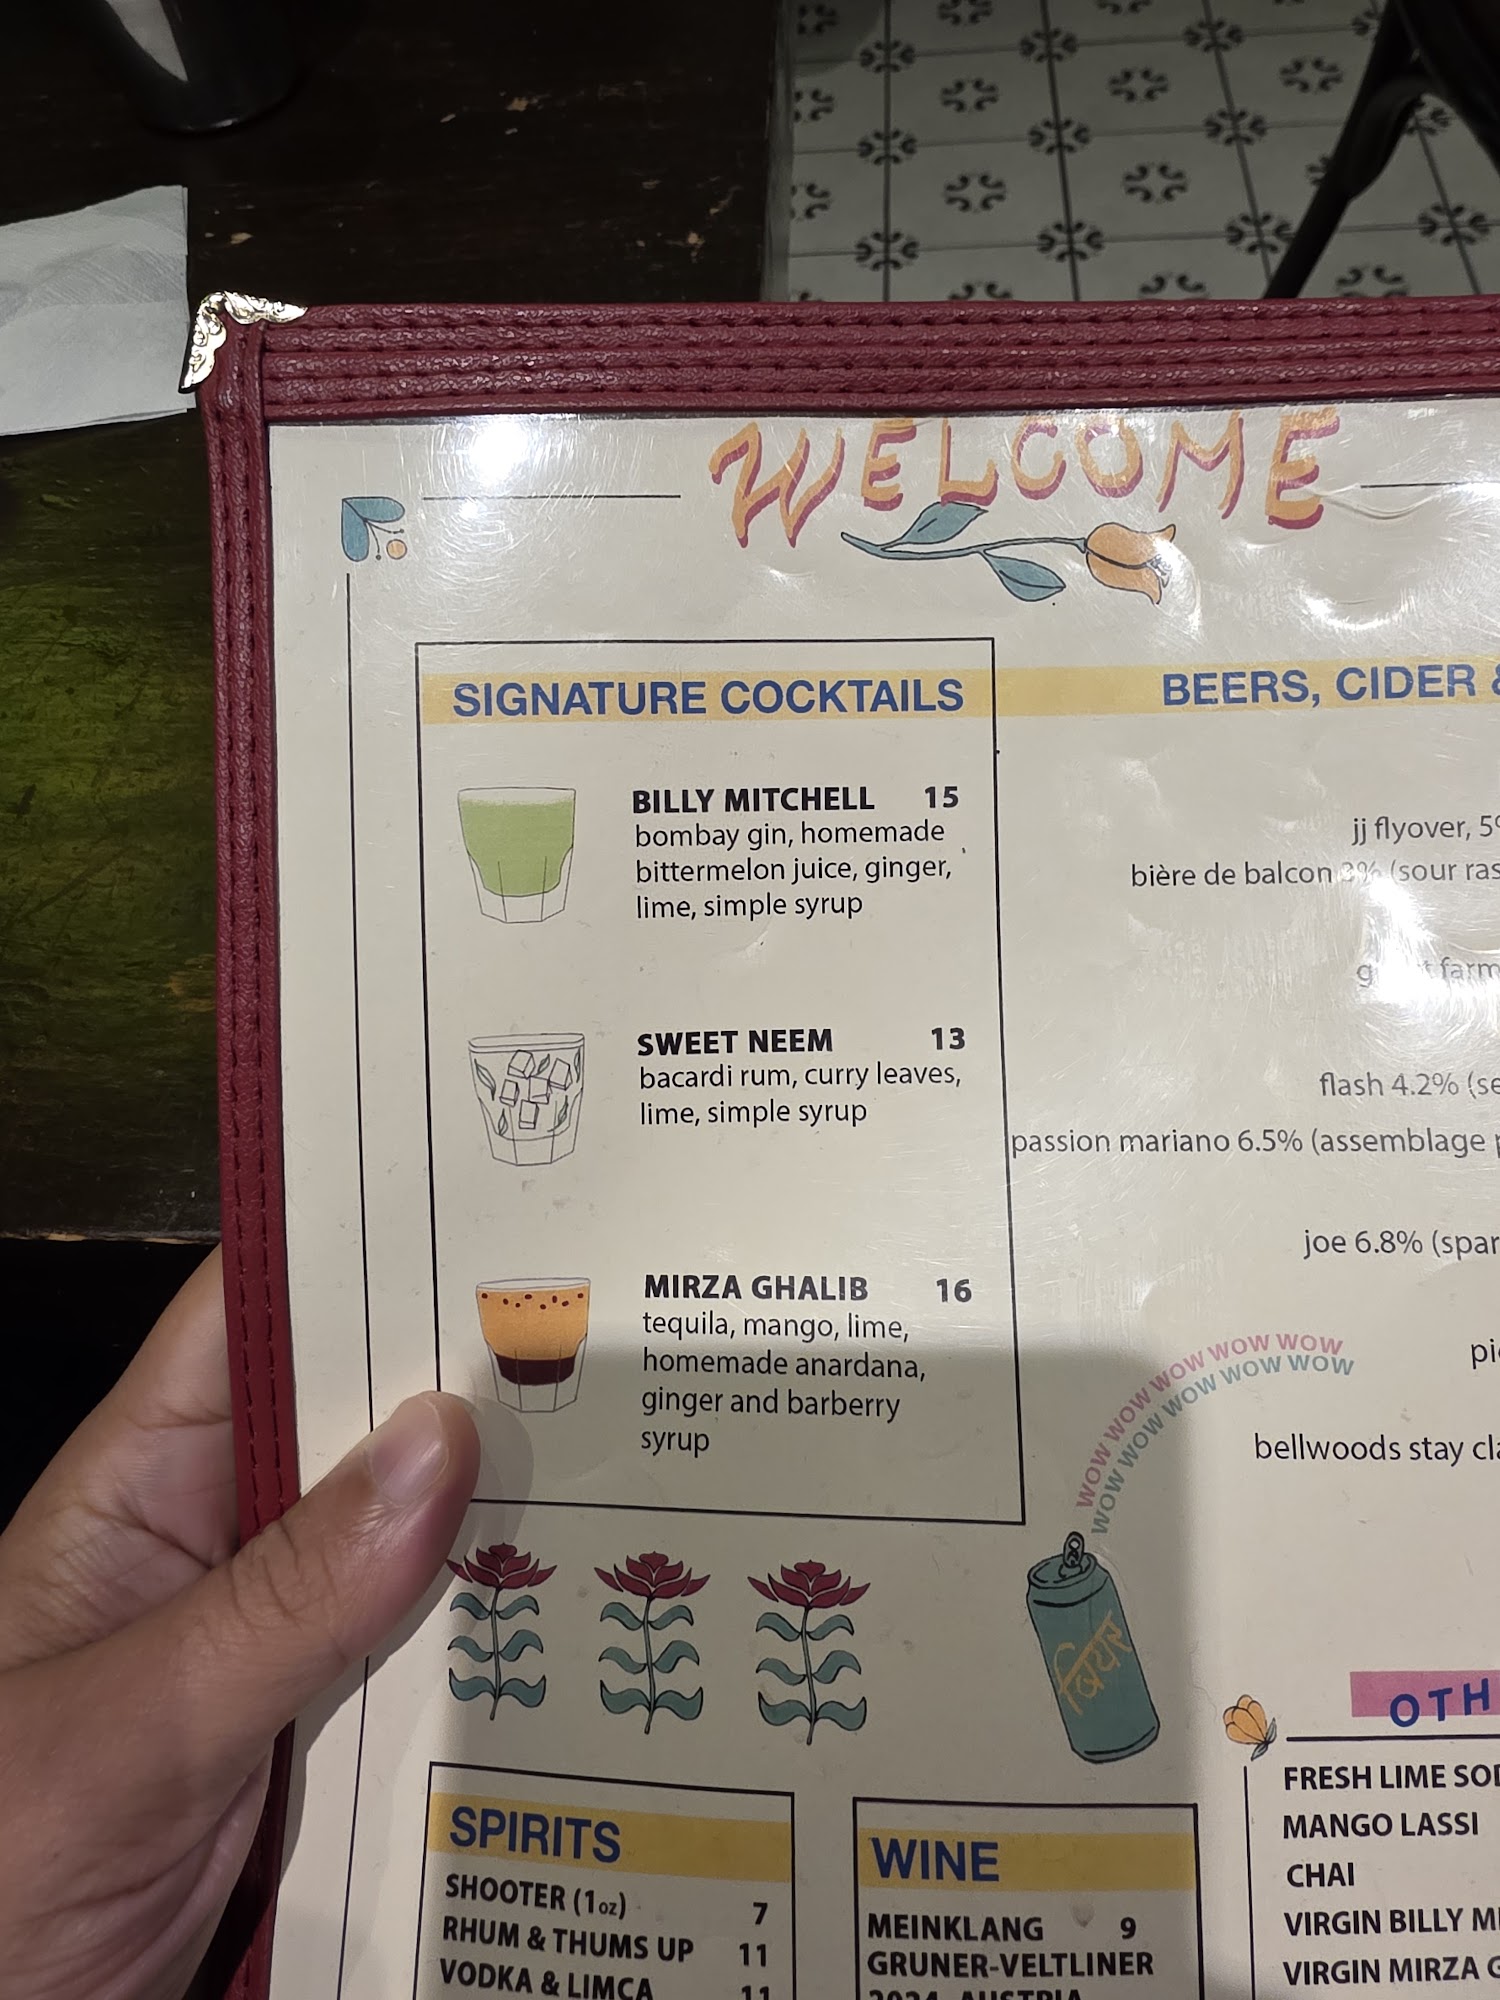 WELCOME
SIGNATURE COCKTAILS
BILLY MITCHELL 15
bombay gin, homemade
bittermelon juice, ginger,
lime, simple syrup
SWEET NEEM 13
bacardi rum, curry leaves,
lime, simple syrup
MIRZA GHALIB 16
tequila, mango, lime,
homemade anardana,
ginger and barberry
syrup
BEERS, CIDER &
jj flyover,
bière de balcon (sour
flash 4.2%
passion mariano 6.5% (assemblage
joe 6.8%
bellwoods stay
WOW WOW WOW WOW WOW
WOW WOW WOW WOW WOW
बियर
SPIRITS
SHOOTER (1oz) 7
RHUM & THUMS UP 11
VODKA & LIMCA 11
WINE
MEINKLANG 9
GRUNER-VELTLINER
2024, AUSTRIA
FRESH LIME
MANGO LASSI
CHAI
VIRGIN BILLY
VIRGIN MIRZA